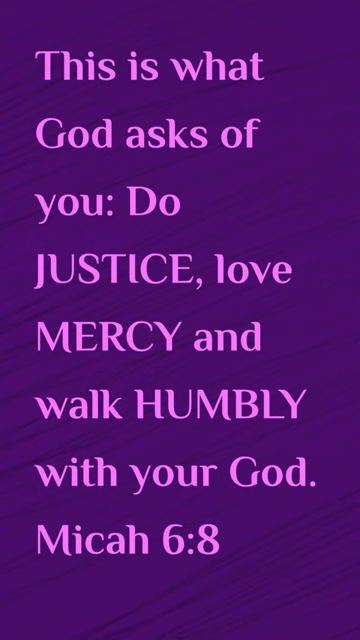 This is what
God asks of
you: Do
JUSTICE, love
MERCY and
walk HUMBLY
with your God.
Micah 6:8